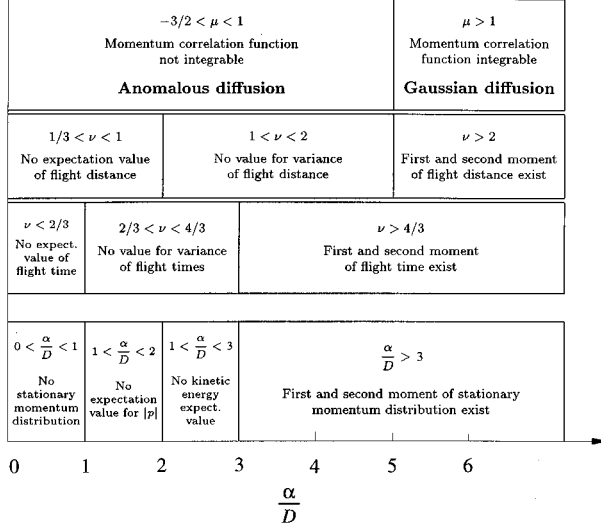 −3/2 < μ < 1
Momentum correlation function
not integrable
Anomalous diffusion
μ > 1
Momentum correlation
function integrable
Gaussian diffusion
1/3 < ν < 1
No expectation value
of flight distance
1 < ν < 2
No value for variance
of flight distance
ν > 2
First and second moment
of flight distance exist
ν < 2/3
No expect.
value of
flight time
2/3 < ν < 4/3
No value for variance
of flight times
ν > 4/3
First and second moment
of flight time exist
0 < α/D < 1
No
stationary
momentum
distribution
1 < α/D < 2
No
expectation
value for |p|
1 < α/D < 3
No kinetic
energy
expect.
value
α/D > 3
First and second moment of stationary
momentum distribution exist
0 1 2 3 4 5 6
α/D